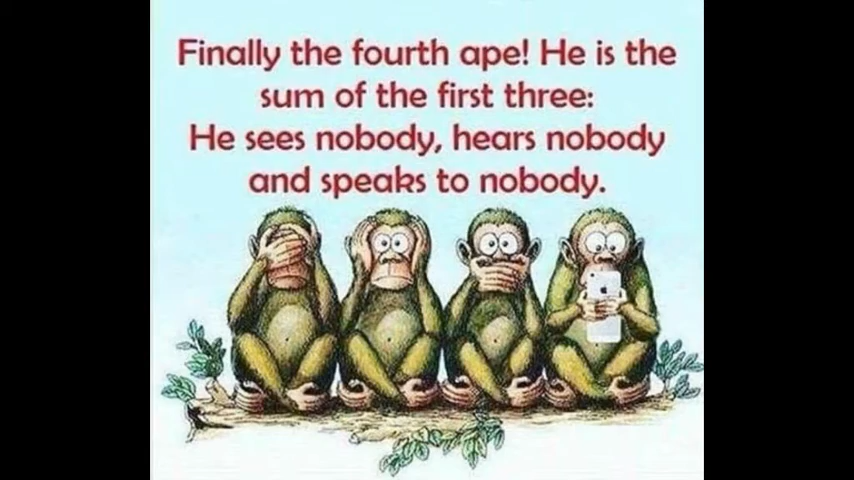 Finally the fourth ape! He is the
sum of the first three:
He sees nobody, hears nobody
and speaks to nobody.